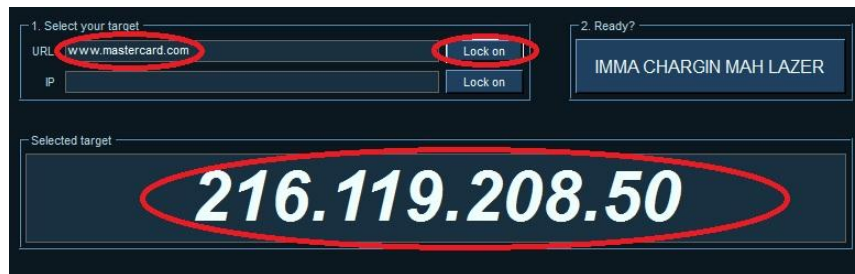 1. Select your target
URL www.mastercard.com Lock on
IP Lock on
2. Ready?
IMMA CHARGIN MAH LAZER
Selected target
216.119.208.50